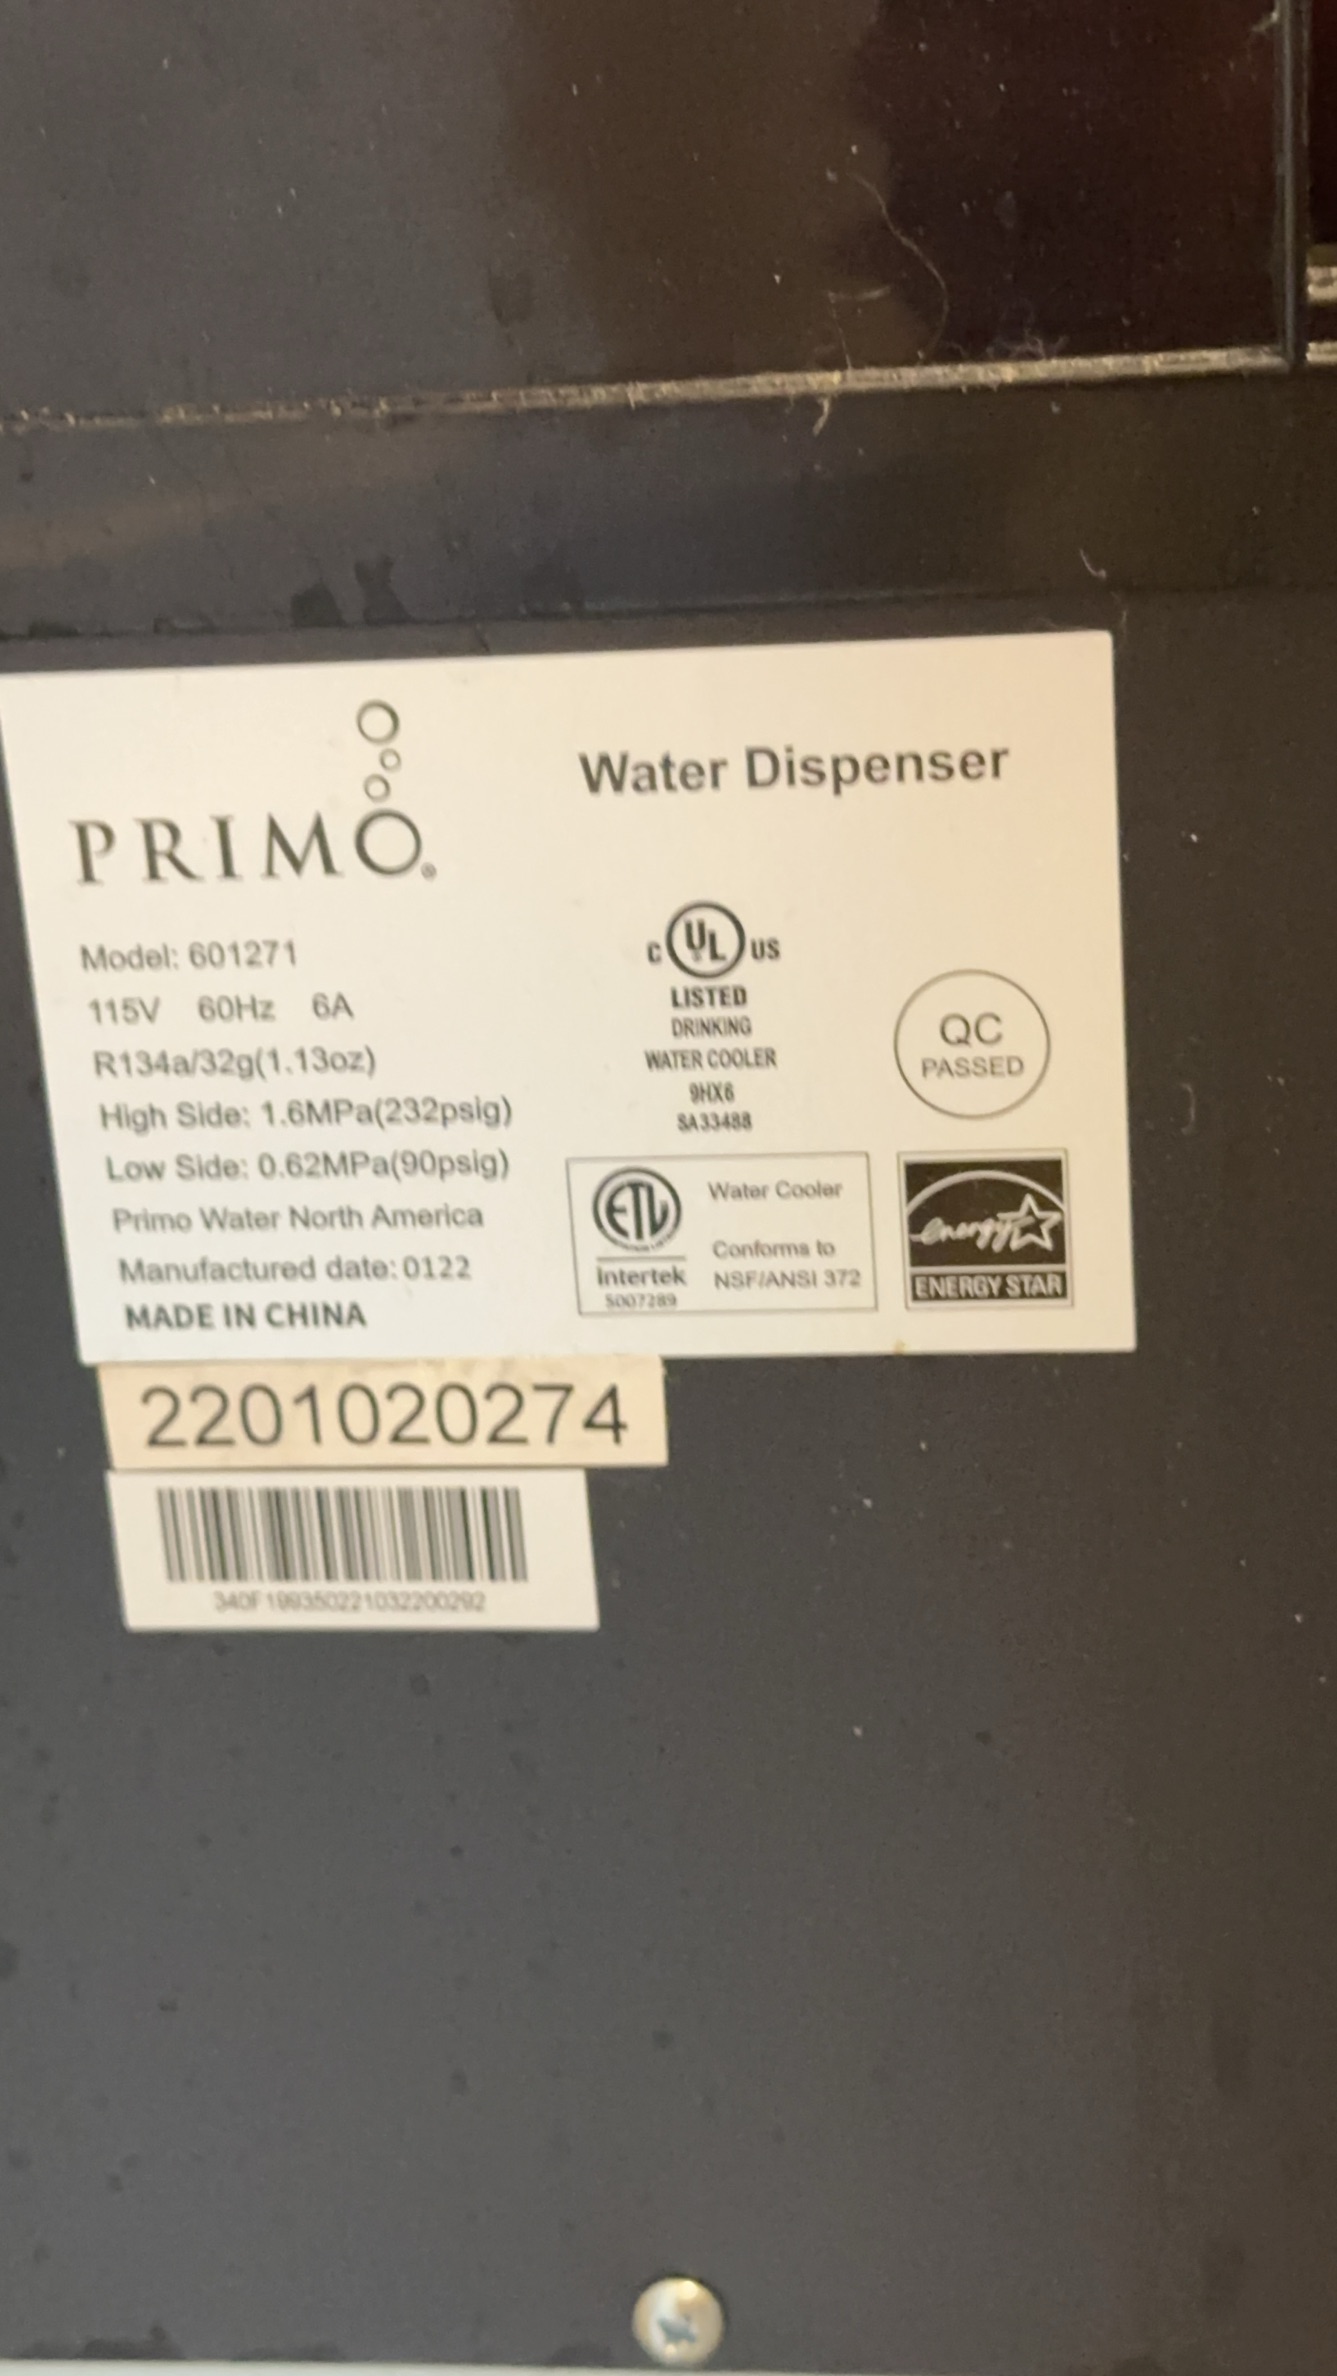 PRIMO®
Water Dispenser
Model: 601271
115V 60Hz 6A
R134a/32g(1.13oz)
High Side: 1.6MPa(232psig)
Low Side: 0.62MPa(90psig)
Primo Water North America
Manufactured date:0122
MADE IN CHINA
C UL US
LISTED
DRINKING
WATER COOLER
9HX6
SA33488
QC
PASSED
ETL
Intertek
5007289
Water Cooler
Conforms to
NSF/ANSI 372
energy
ENERGY STAR
2201020274